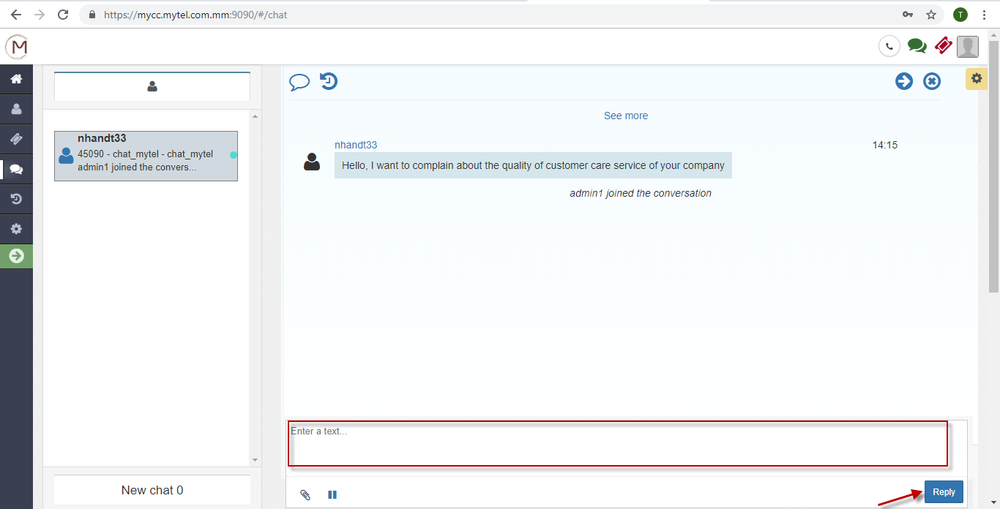 https://mycc.mytel.com.mm:9090/#/chat
T
M
nhandt33
45090 - chat_mytel - chat_mytel
admin1 joined the convers...
New chat 0
See more
nhandt33
14:15
Hello, I want to complain about the quality of customer care service of your company
admin1 joined the conversation
Enter a text...
Reply